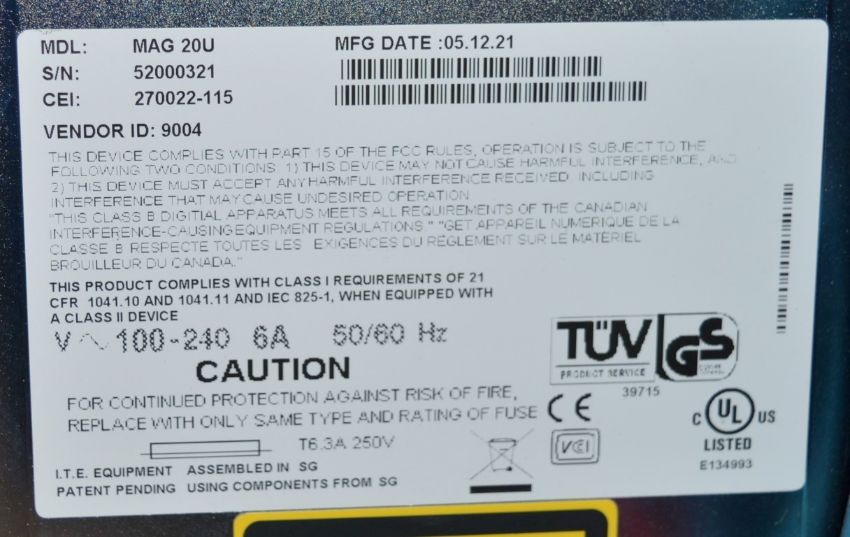 MDL: MAG 20U MFG DATE :05.12.21
S/N: 52000321
CEI: 270022-115
VENDOR ID: 9004
THIS DEVICE COMPLIES WITH PART 15 OF THE FCC RULES, OPERATION IS SUBJECT TO THE
FOLLOWING TWO CONDITIONS 1) THIS DEVICE MAY NOT CAUSE HARMFUL INTERFERENCE, AND
2) THIS DEVICE MUST ACCEPT ANY HARMFUL INTERFERENCE RECEIVED INCLUDING
INTERFERENCE THAT MAY CAUSE UNDESIRED OPERATION
"THIS CLASS B DIGITIAL APPARATUS MEETS ALL REQUIREMENTS OF THE CANADIAN
INTERFERENCE-CAUSING EQUIPMENT REGULATIONS" "GET APPAREIL NUMERIQUE DE LA
CLASSE B RESPECTE TOUTES LES EXIGENCES DU REGLEMENT SUR LE MATERIEL
BROUILLEUR DU CANADA."
THIS PRODUCT COMPLIES WITH CLASS I REQUIREMENTS OF 21
CFR 1041.10 AND 1041.11 AND IEC 825-1, WHEN EQUIPPED WITH
A CLASS II DEVICE
V ~ 100-240 6A 50/60 Hz
CAUTION
FOR CONTINUED PROTECTION AGAINST RISK OF FIRE,
REPLACE WITH ONLY SAME TYPE AND RATING OF FUSE
T6.3A 250V
I.T.E. EQUIPMENT ASSEMBLED IN SG
PATENT PENDING USING COMPONENTS FROM SG
TÜV GS
PRODUCT SERVICE
39715
CE
VCI
C UL US
LISTED
E134993